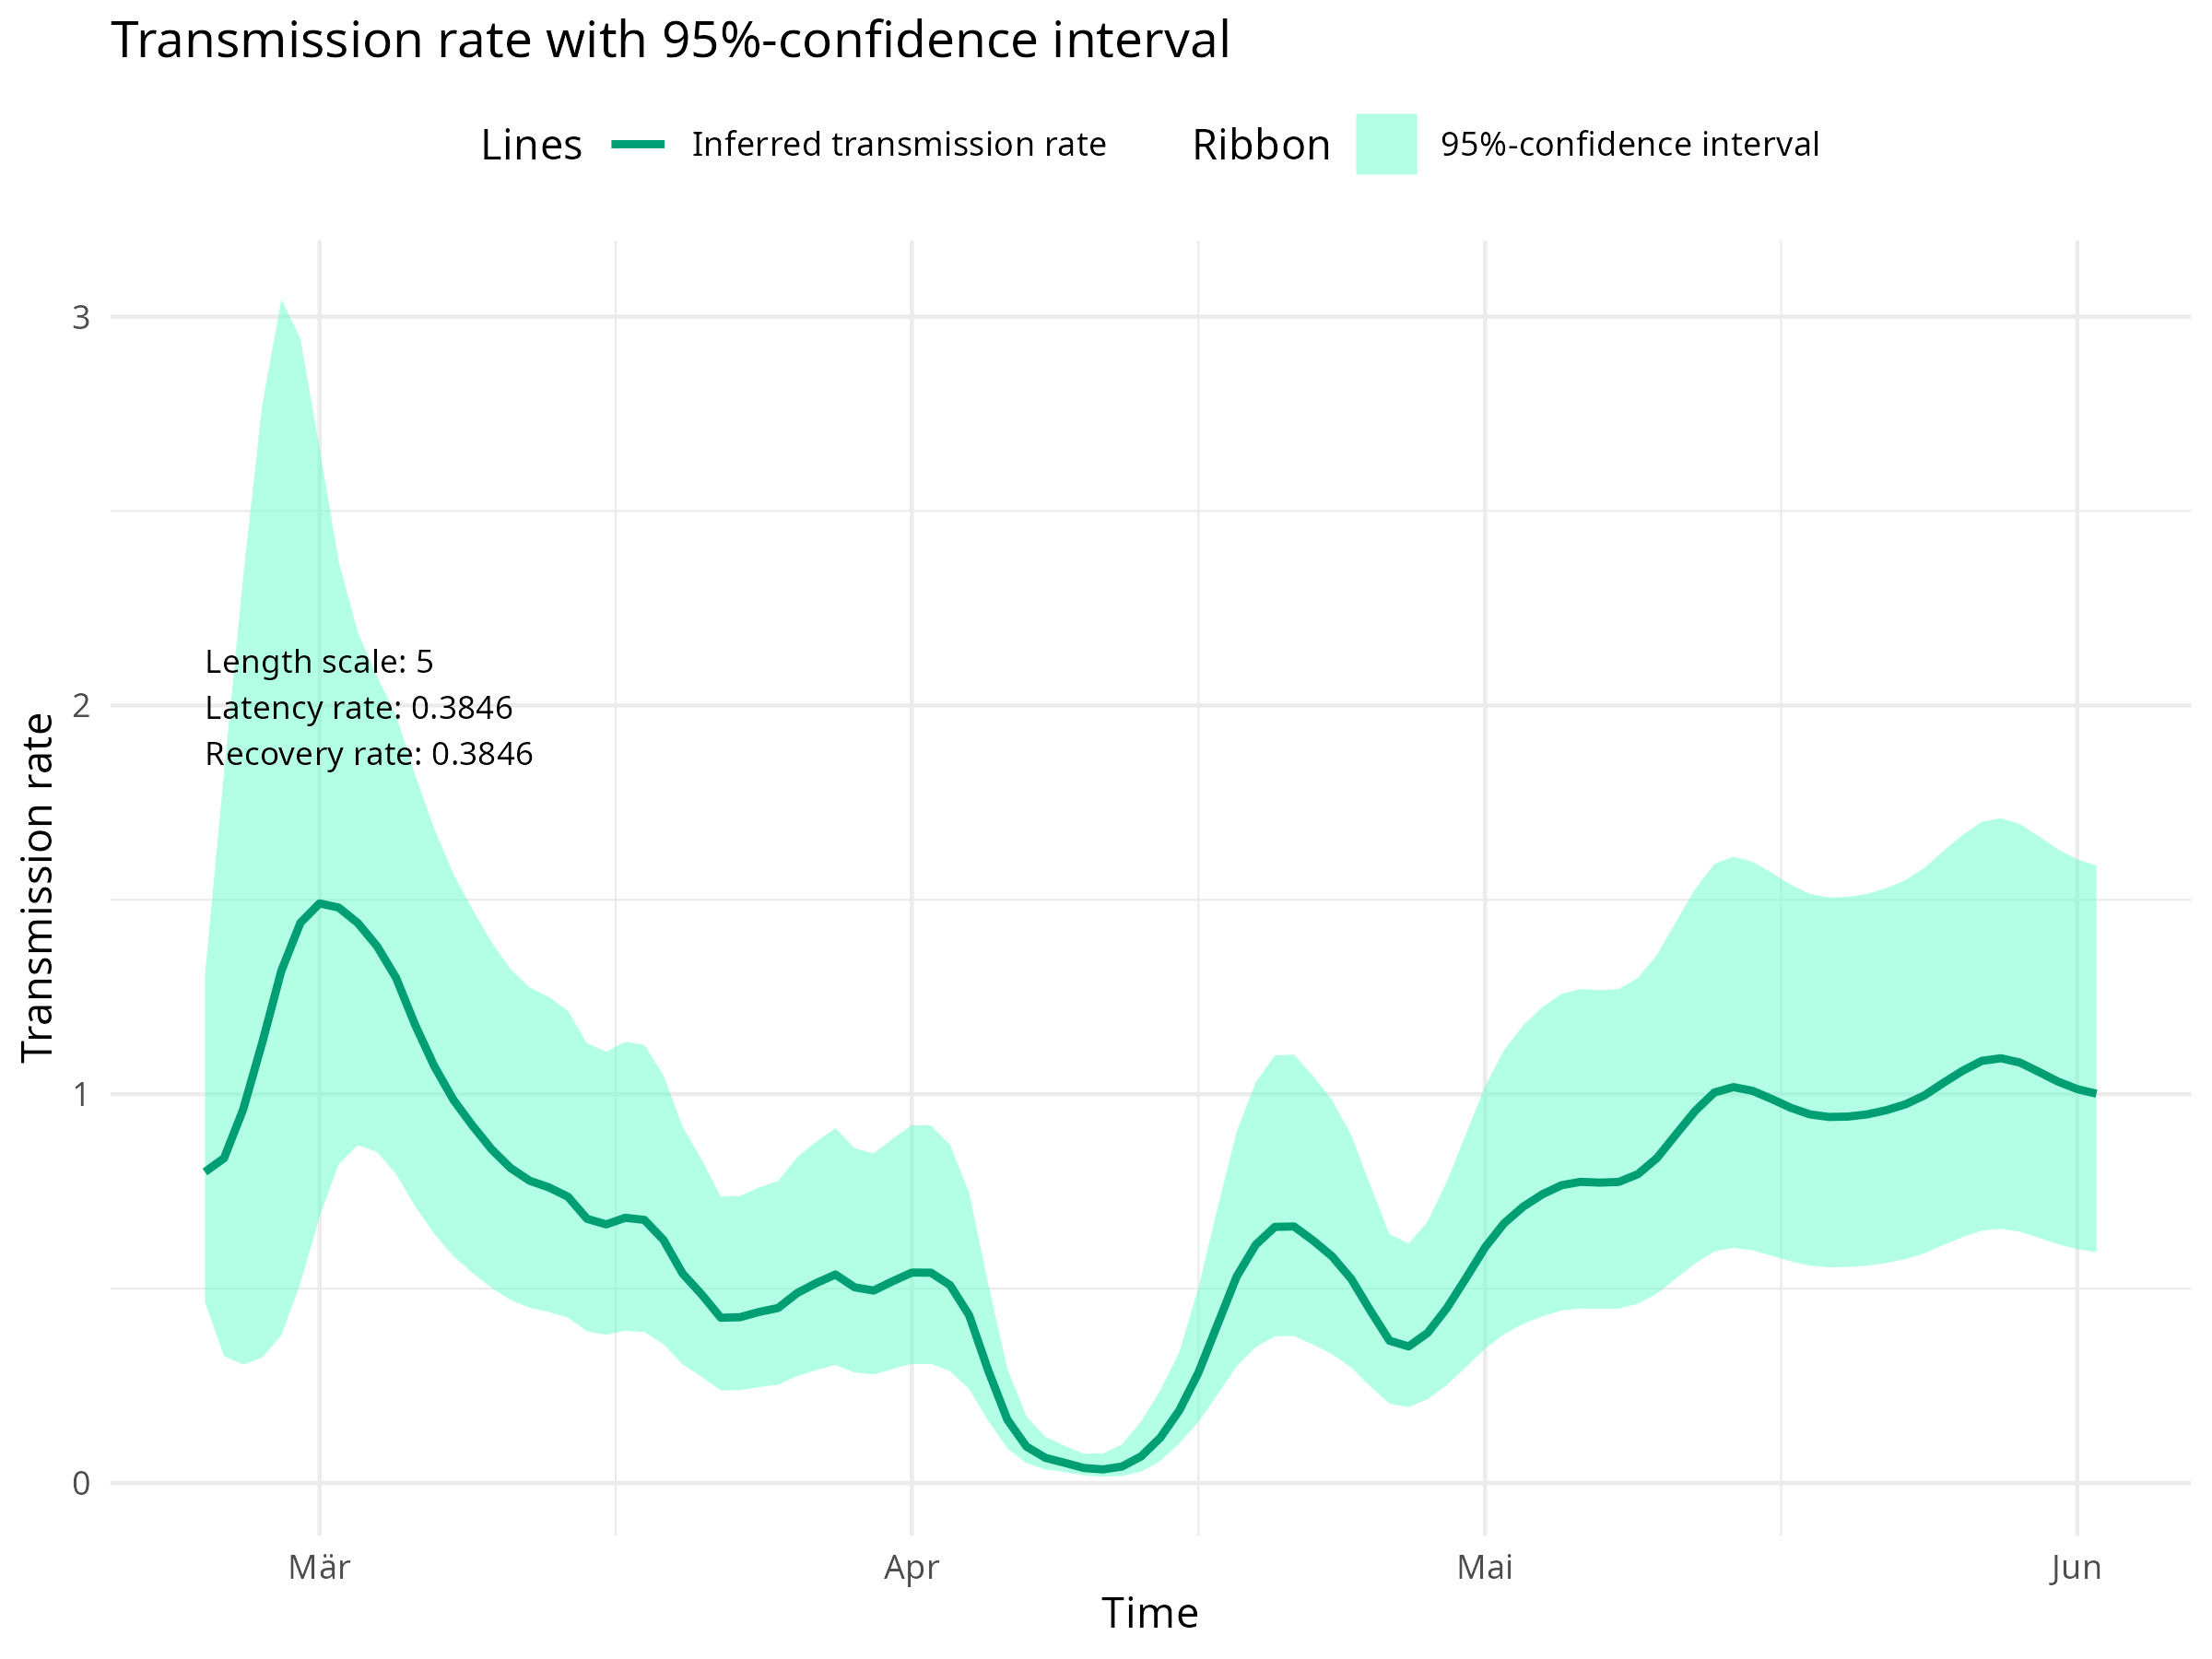 Transmission rate with 95%-confidence interval
Lines Inferred transmission rate Ribbon 95%-confidence interval
3
2
1
0
Transmission rate
Length scale: 5
Latency rate: 0.3846
Recovery rate: 0.3846
Mär Apr Mai Jun
Time